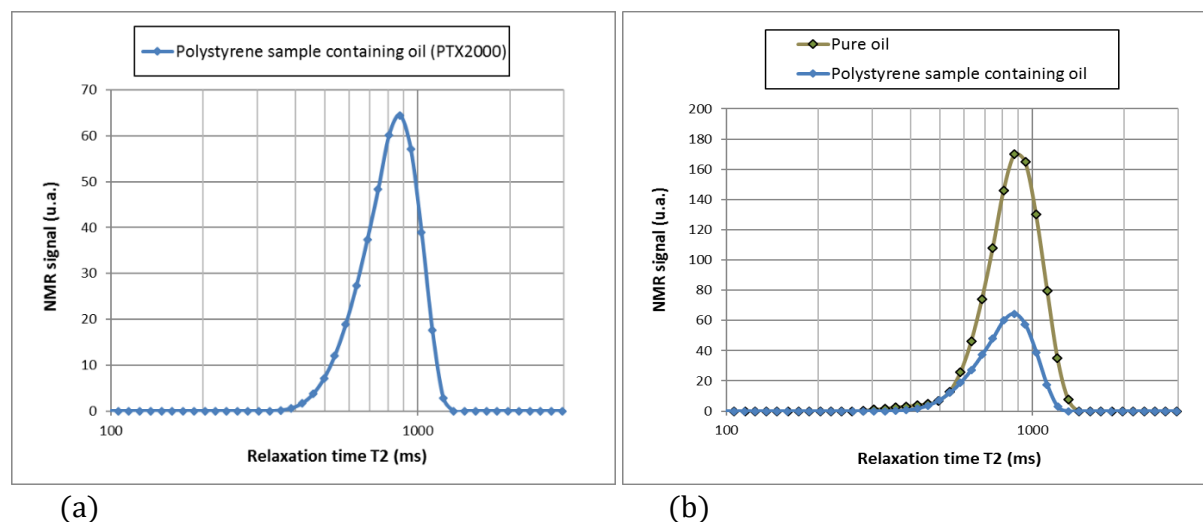 Polystyrene sample containing oil (PTX2000)
70
60
50
40
30
20
10
0
100
1000
NMR signal (u.a.)
Relaxation time T2 (ms)
(a)
Pure oil
Polystyrene sample containing oil
200
180
160
140
120
100
80
60
40
20
0
100
1000
NMR signal (u.a.)
Relaxation time T2 (ms)
(b)